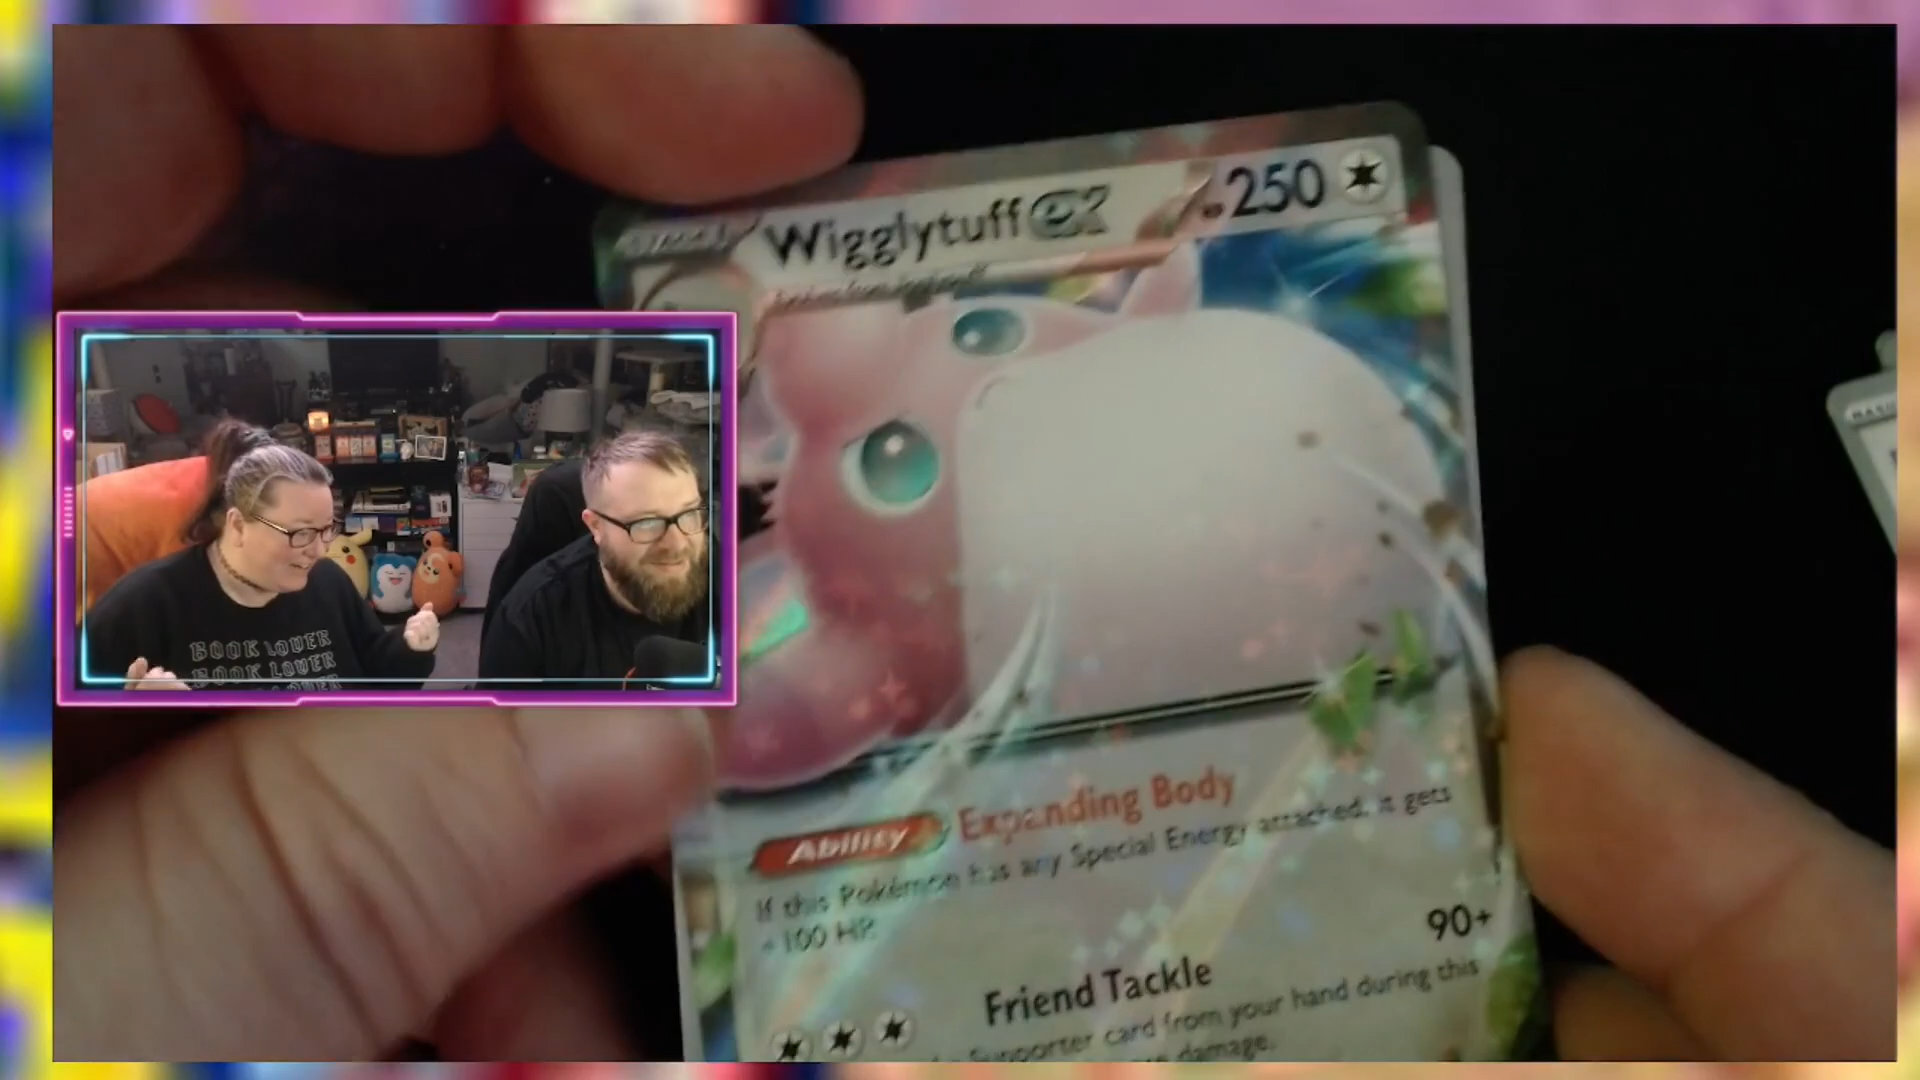 Wigglytuff ex 250
Ability Expanding Body
If this Pokémon has any Special Energy attached, it gets
+100 HP.
90+
Friend Tackle
Supporter card from your hand during this
damage.
BOOK LOVER
BOOK LOVER